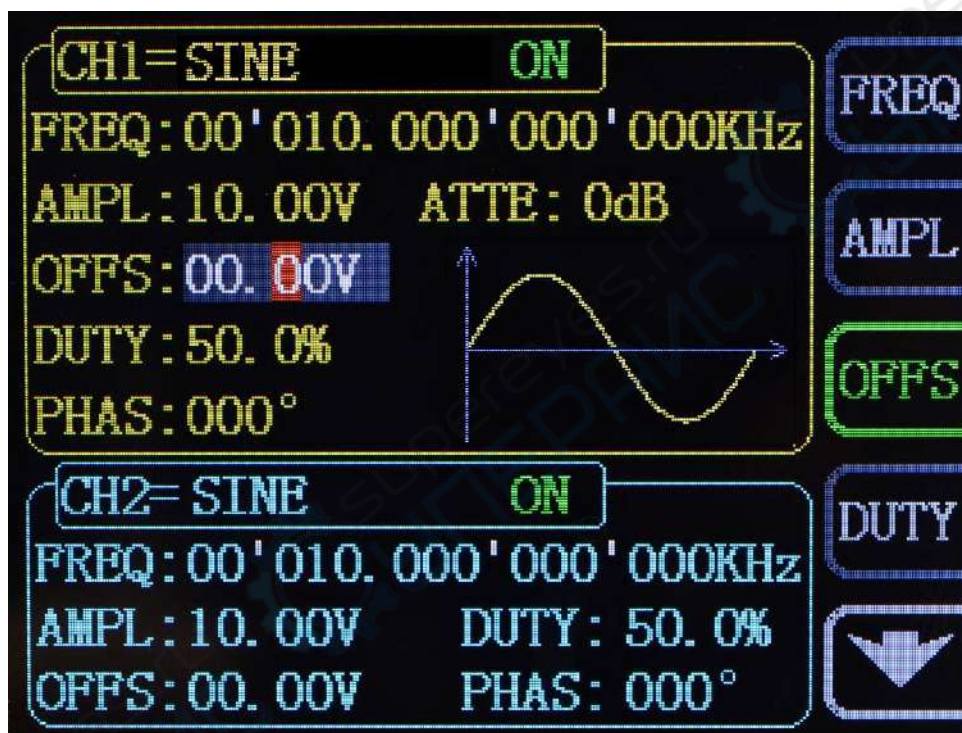 CH1=SINE ON
FREQ:00'010.000'000'000KHz
AMPL:10.00V ATTE: 0dB
OFFS:00.00V
DUTY:50.0%
PHAS:000°
CH2=SINE ON
FREQ:00'010.000'000'000KHz
AMPL:10.00V DUTY: 50.0%
OFFS:00.00V PHAS: 000°
FREQ
AMPL
OFFS
DUTY